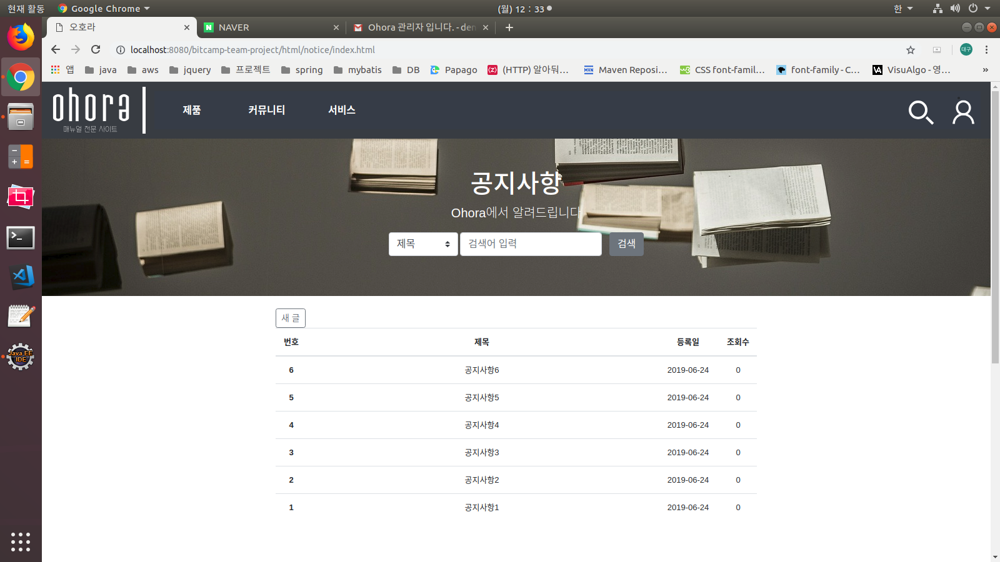 현재 활동 Google Chrome (월) 12 : 33 한
오호라 NAVER Ohora 관리자 입니다. - den
localhost:8080/bitcamp-team-project/html/notice/index.html 대구
앱 java aws jquery 프로젝트 spring mybatis DB Papago (HTTP) 알아둬... Maven Reposi... CSS font-famil... font-family - C... VisuAlgo - 영... »
ohora 제품 커뮤니티 서비스
매뉴얼 전문 사이트
공지사항
Ohora에서 알려드립니다
제목 검색어 입력 검색
새 글
번호 제목 등록일 조회수
6 공지사항6 2019-06-24 0
5 공지사항5 2019-06-24 0
4 공지사항4 2019-06-24 0
3 공지사항3 2019-06-24 0
2 공지사항2 2019-06-24 0
1 공지사항1 2019-06-24 0
Java EE
IDE